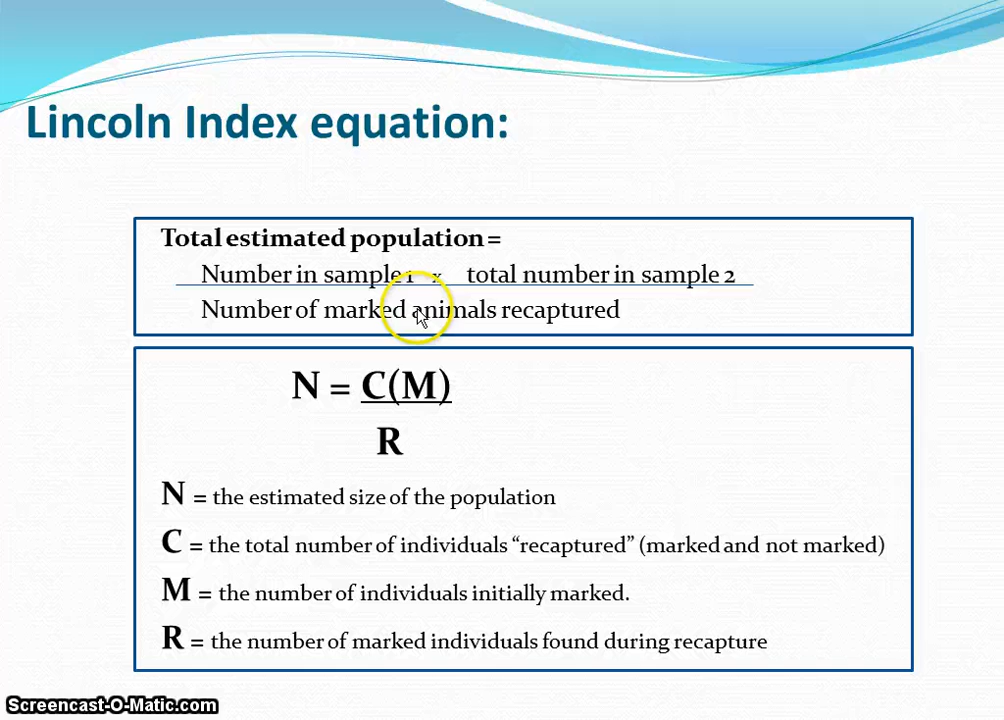 Lincoln Index equation:
Total estimated population =
Number in sample 1 x total number in sample 2
Number of marked animals recaptured
N = C(M)
R
N = the estimated size of the population
C = the total number of individuals “recaptured” (marked and not marked)
M = the number of individuals initially marked.
R = the number of marked individuals found during recapture
Screencast-O-Matic.com